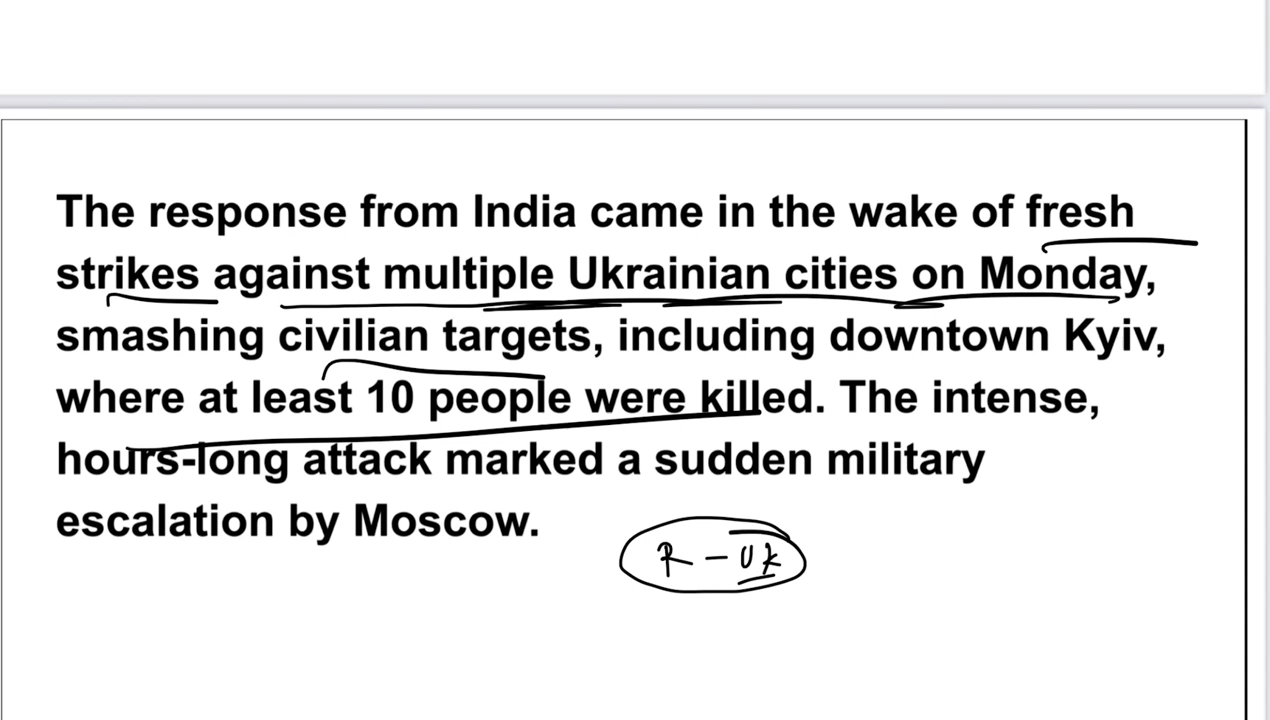 The response from India came in the wake of fresh
strikes against multiple Ukrainian cities on Monday,
smashing civilian targets, including downtown Kyiv,
where at least 10 people were killed. The intense,
hours-long attack marked a sudden military
escalation by Moscow.
R - UK